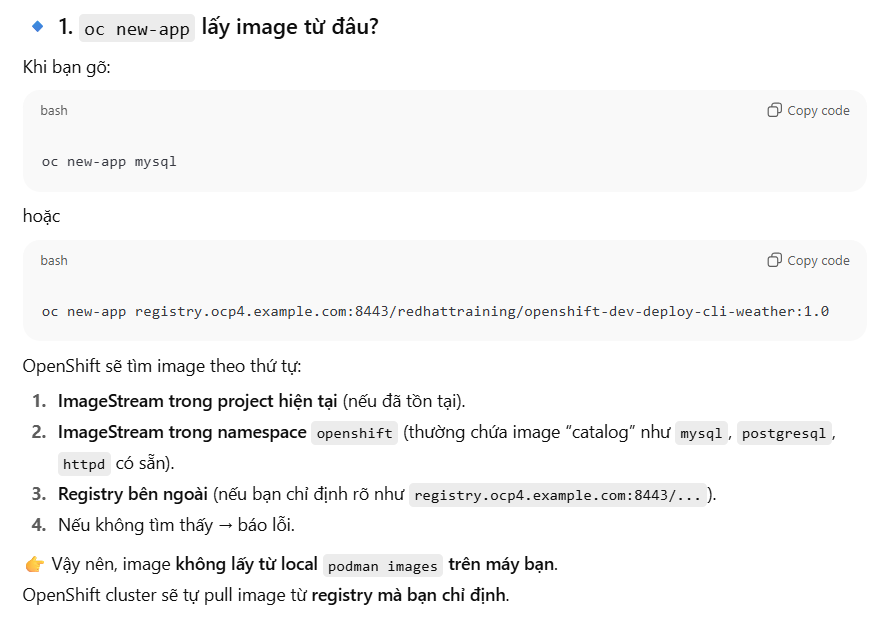 1. oc new-app lấy image từ đâu?
Khi bạn gõ:
bash
Copy code
oc new-app mysql
hoặc
bash
Copy code
oc new-app registry.ocp4.example.com:8443/redhattraining/openshift-dev-deploy-cli-weather:1.0
OpenShift sẽ tìm image theo thứ tự:
1. ImageStream trong project hiện tại (nếu đã tồn tại).
2. ImageStream trong namespace openshift (thường chứa image “catalog” như mysql, postgresql,
httpd có sẵn).
3. Registry bên ngoài (nếu bạn chỉ định rõ như registry.ocp4.example.com:8443/...).
4. Nếu không tìm thấy → báo lỗi.
👉 Vậy nên, image không lấy từ local podman images trên máy bạn.
OpenShift cluster sẽ tự pull image từ registry mà bạn chỉ định.